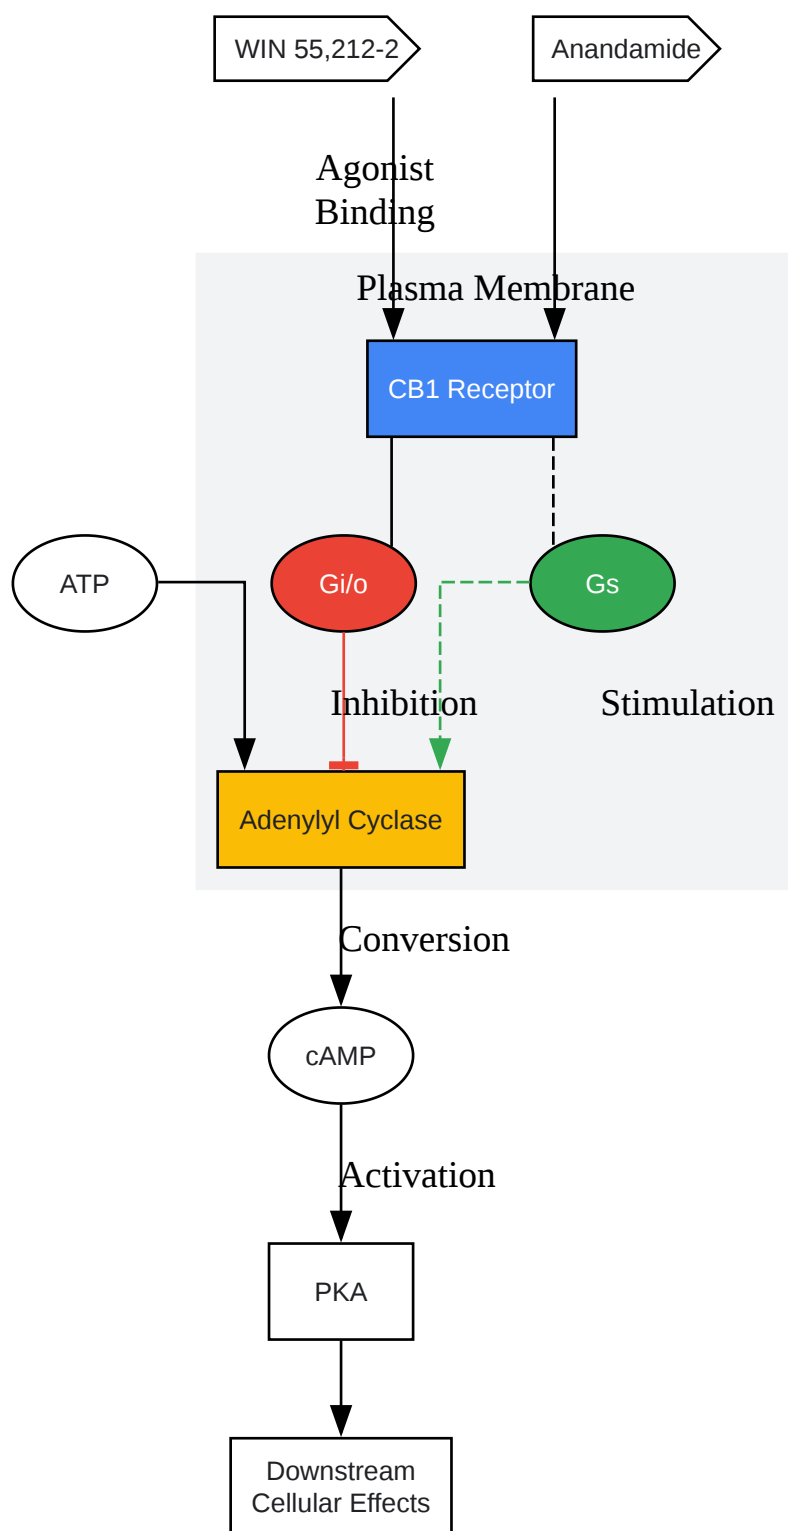 WIN 55,212-2
Anandamide
Agonist
Binding
Plasma Membrane
CB1 Receptor
ATP
Gi/o
Gs
Inhibition
Stimulation
Adenylyl Cyclase
Conversion
cAMP
Activation
PKA
Downstream
Cellular Effects